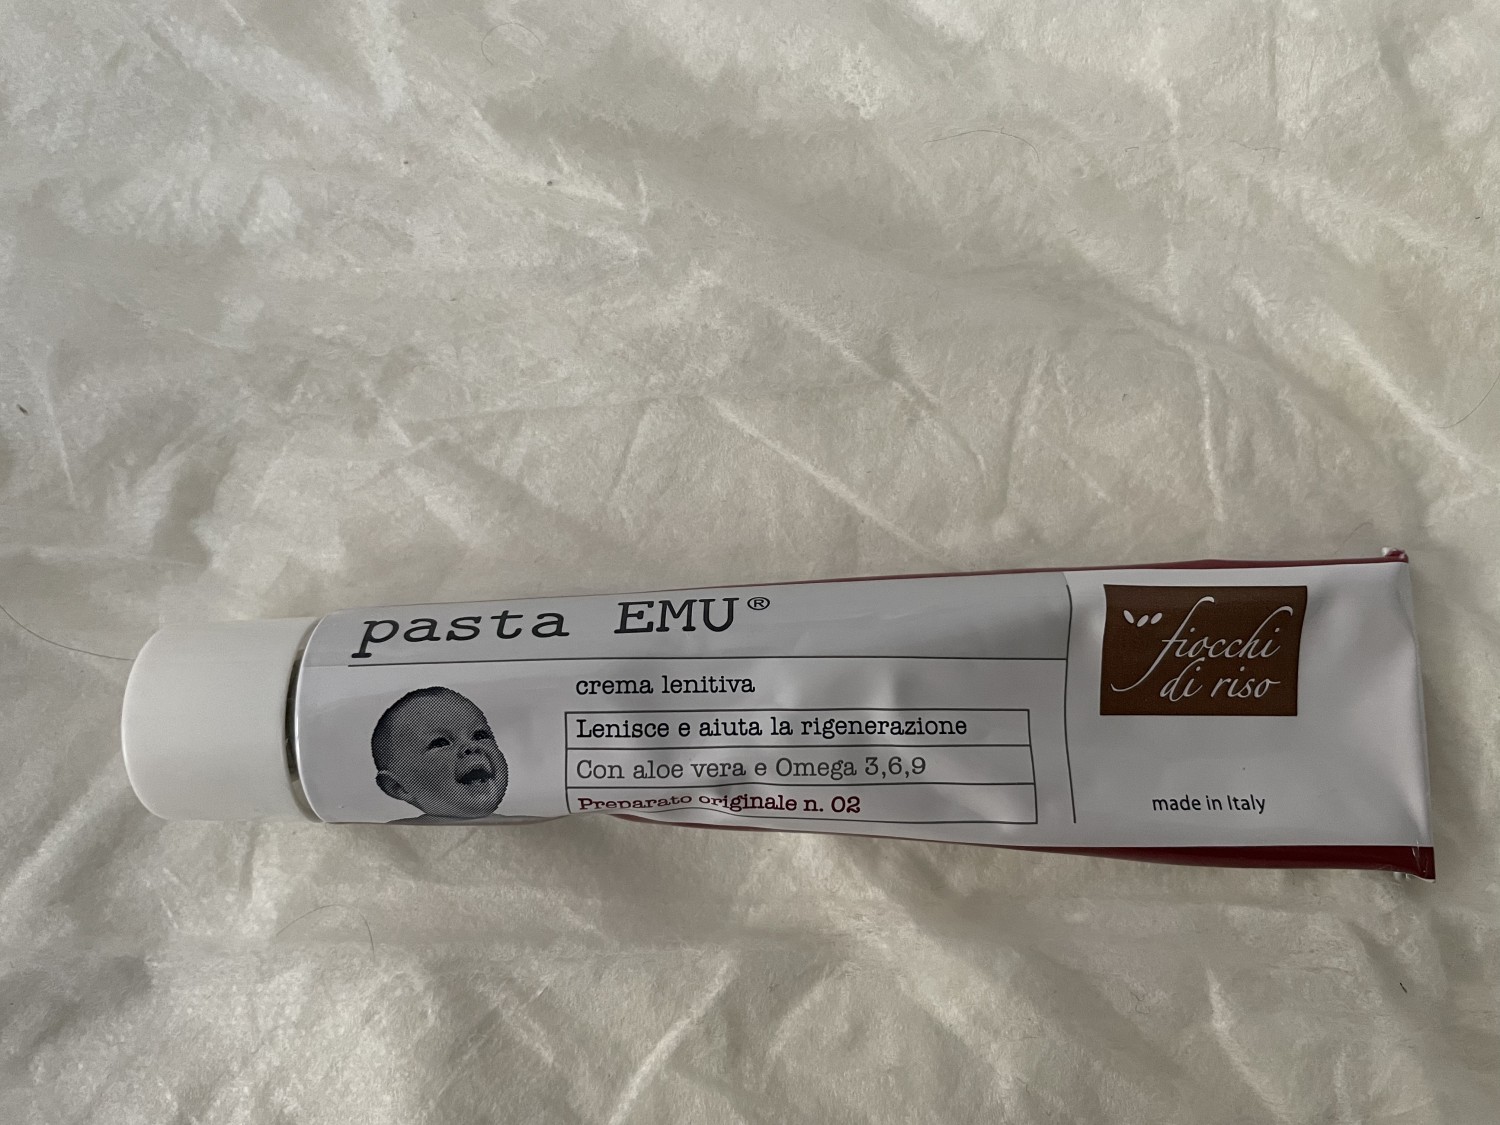 pasta EMU®
crema lenitiva
Lenisce e aiuta la rigenerazione
Con aloe vera e Omega 3,6,9
Preparato originale n. 02
fiocchi
di riso
made in Italy